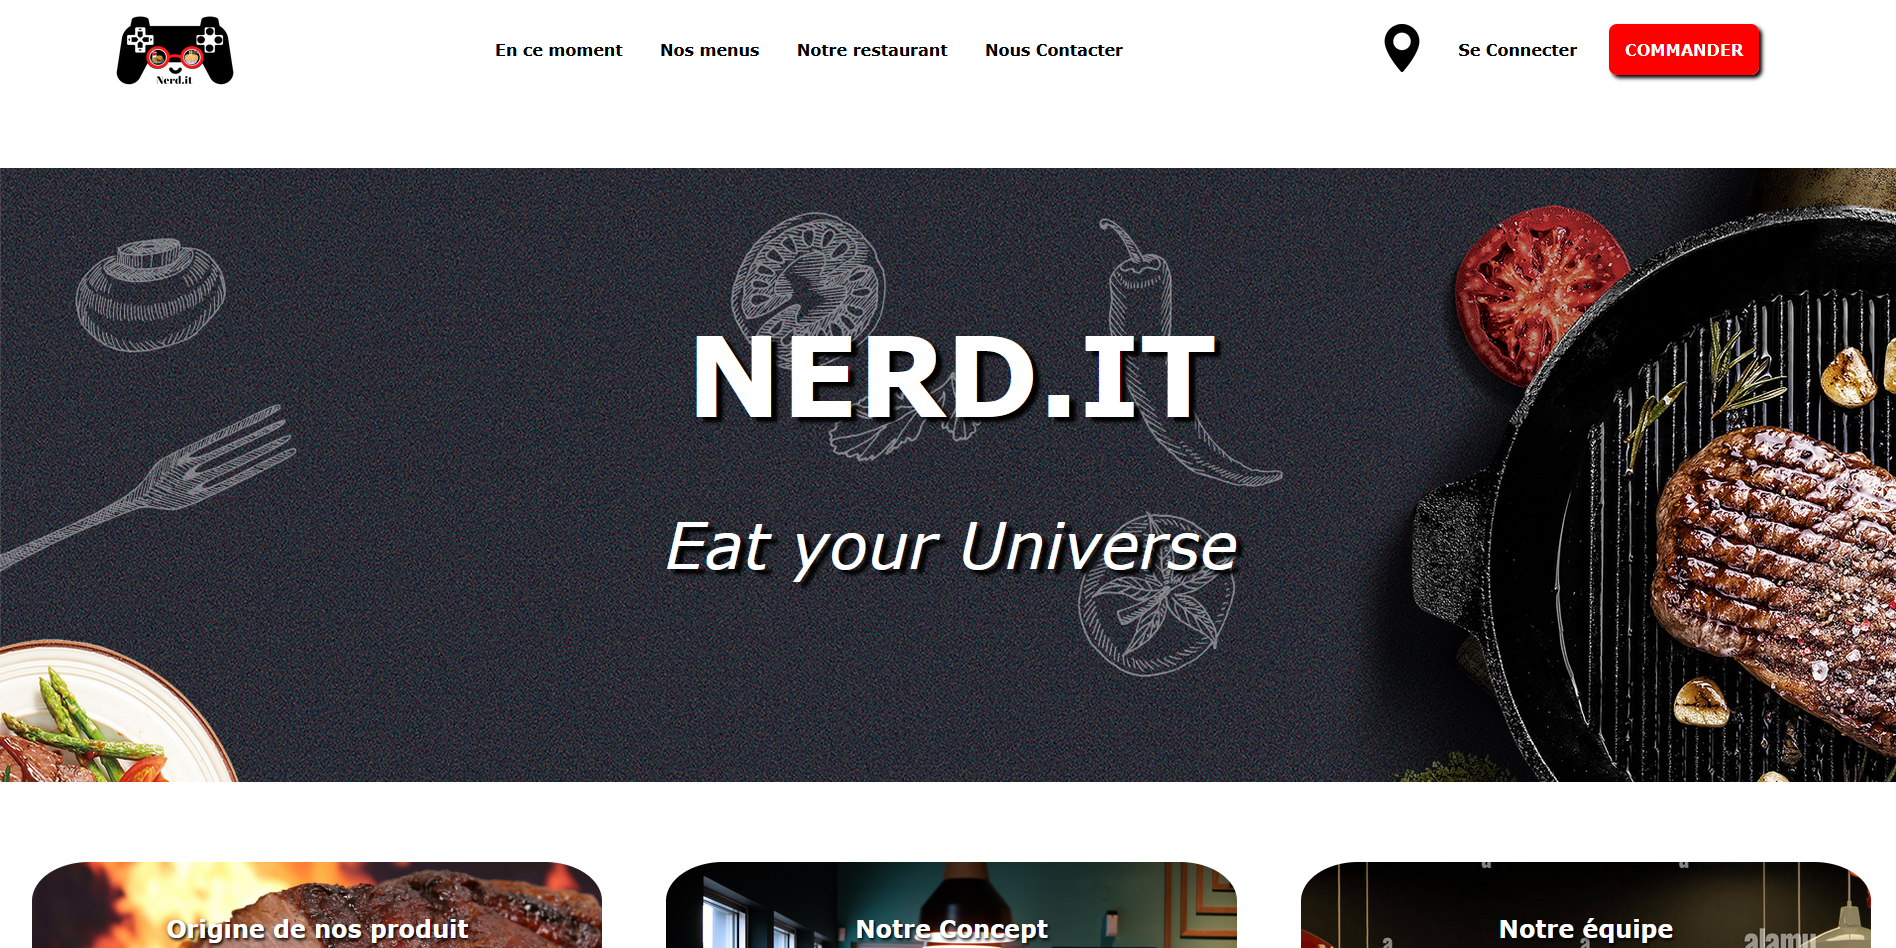 Nerd.it
En ce moment
Nos menus
Notre restaurant
Nous Contacter
Se Connecter
COMMANDER
NERD.IT
Eat your Universe
Origine de nos produit
Notre Concept
Notre équipe
alamy
a
a
a
a